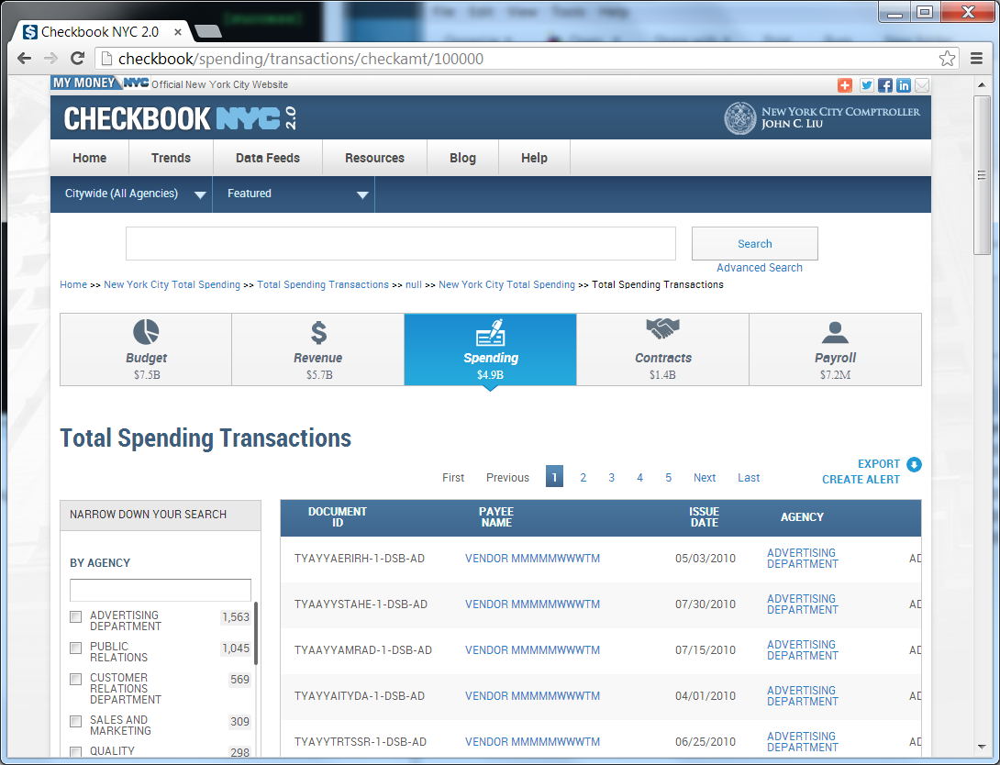 [success]
File Edit View Tools Help
Checkbook NYC 2.0
checkbook/spending/transactions/checkamt/100000
MY MONEY NYC Official New York City Website
CHECKBOOK NYC 2.0
NEW YORK CITY COMPTROLLER
JOHN C. LIU
Home Trends Data Feeds Resources Blog Help
Citywide (All Agencies) Featured
Search
Advanced Search
Home >> New York City Total Spending >> Total Spending Transactions >> null >> New York City Total Spending >> Total Spending Transactions
Budget Revenue Spending Contracts Payroll
$7.5B $5.7B $4.9B $1.4B $7.2M
Total Spending Transactions
EXPORT
First Previous 1 2 3 4 5 Next Last
CREATE ALERT
NARROW DOWN YOUR SEARCH
BY AGENCY
ADVERTISING 1,563
DEPARTMENT
PUBLIC 1,045
RELATIONS
CUSTOMER 569
RELATIONS
DEPARTMENT
SALES AND 309
MARKETING
QUALITY 298
DOCUMENT PAYEE ISSUE AGENCY
ID NAME DATE
TYAYYAERIRH-1-DSB-AD VENDOR MMMMMWWWTM 05/03/2010 ADVERTISING AD
DEPARTMENT
TYAAYYSTAHE-1-DSB-AD VENDOR MMMMMWWWTM 07/30/2010 ADVERTISING AD
DEPARTMENT
TYAAYYAMRAD-1-DSB-AD VENDOR MMMMMWWWTM 07/15/2010 ADVERTISING AD
DEPARTMENT
TYAAYYAITYDA-1-DSB-AD VENDOR MMMMMWWWTM 04/01/2010 ADVERTISING AD
DEPARTMENT
TYAYYTRTSSR-1-DSB-AD VENDOR MMMMMWWWTM 06/25/2010 ADVERTISING AD
DEPARTMENT